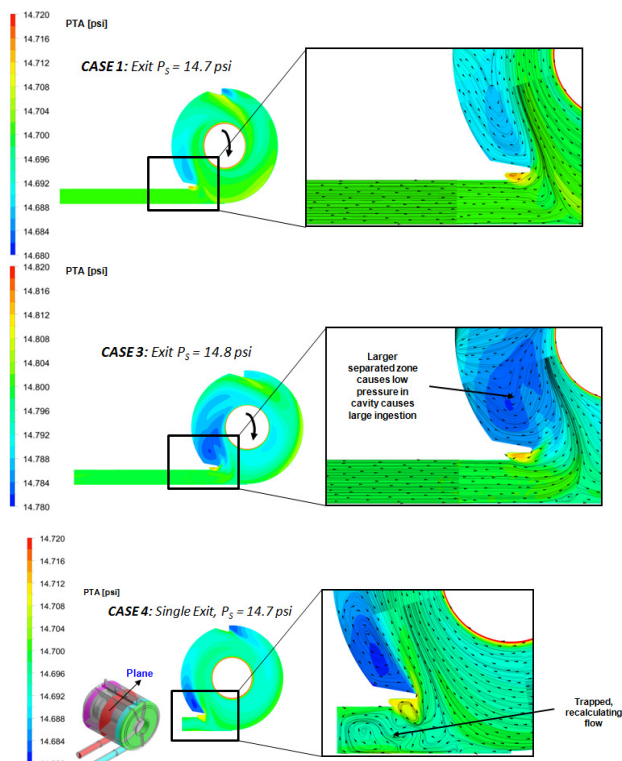 14.720
PTA [psi]
14.716
14.712
14.708
14.704
14.700
14.696
14.692
14.688
14.684
14.680
CASE 1: Exit PS = 14.7 psi
14.820
PTA [psi]
14.816
14.812
14.808
14.804
14.800
14.796
14.792
14.788
14.784
14.780
CASE 3: Exit PS = 14.8 psi
Larger
separated zone
causes low
pressure in
cavity causes
large ingestion
14.720
14.716
14.712
14.708
14.704
14.700
14.696
14.692
14.688
14.684
PTA [psi]
CASE 4: Single Exit, PS = 14.7 psi
Plane
Trapped,
recalculating
flow